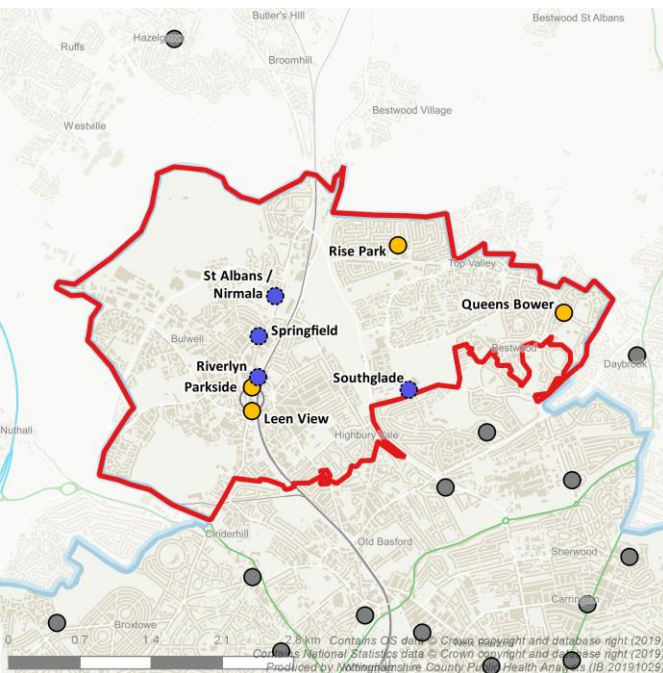 Butler's Hill
Bestwood St Albans
Ruffs
Hazelgrove
Broomhill
Bestwood Village
Westville
Rise Park
Top Valley
St Albans /
Nirmala
Queens Bower
Springfield
Bulwell
Bestwood
Daybrook
Riverlyn
Parkside
Southglade
Leen View
Nuthall
Highbury Vale
Cinderhill
Old Basford
Sherwood
Carrington
Broxtowe
0 0.7 1.4 2.1 2.8 km
Contains OS data © Crown copyright and database right (2019)
Contains National Statistics data © Crown copyright and database right (2019)
Produced by Nottinghamshire County Public Health Analysts (IB 20191029)